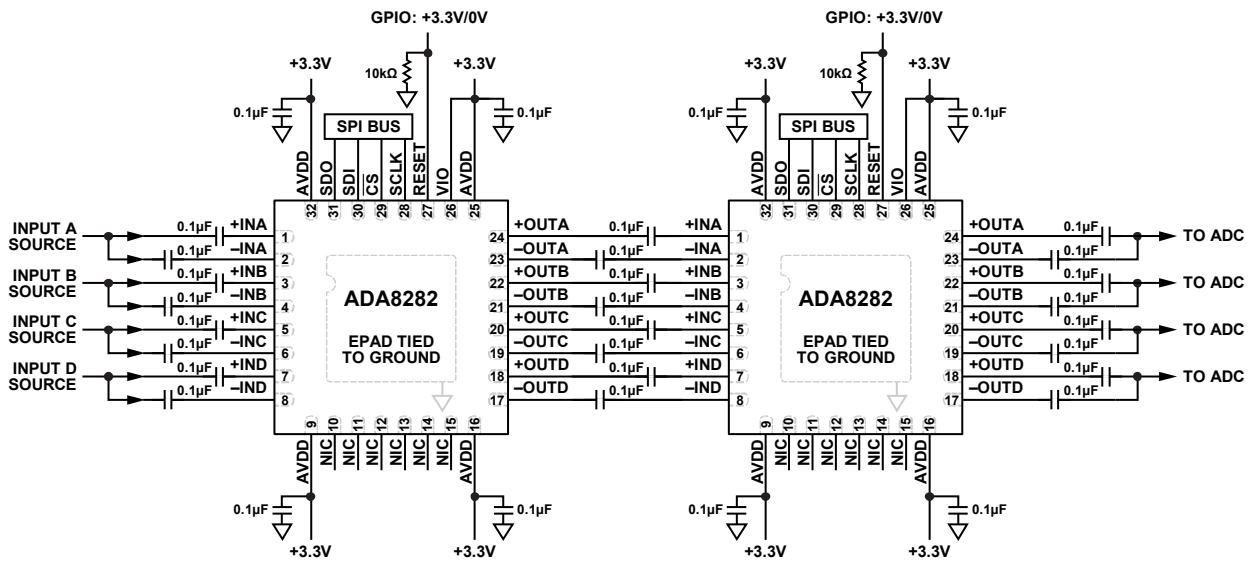 GPIO: +3.3V/0V
GPIO: +3.3V/0V
+3.3V
10kΩ
+3.3V
+3.3V
10kΩ
+3.3V
0.1µF
SPI BUS
0.1µF
0.1µF
SPI BUS
0.1µF
AVDD
SDO
SDI
CS
SCLK
RESET
VIO
AVDD
AVDD
SDO
SDI
CS
SCLK
RESET
VIO
AVDD
32 31 30 29 28 27 26 25
32 31 30 29 28 27 26 25
INPUT A
SOURCE
0.1µF +INA 1
0.1µF –INA 2
INPUT B
SOURCE
0.1µF +INB 3
0.1µF –INB 4
INPUT C
SOURCE
0.1µF +INC 5
0.1µF –INC 6
INPUT D
SOURCE
0.1µF +IND 7
0.1µF –IND 8
ADA8282
EPAD TIED
TO GROUND
24 +OUTA 0.1µF +INA 1
23 –OUTA 0.1µF –INA 2
22 +OUTB 0.1µF +INB 3
21 –OUTB 0.1µF –INB 4
20 +OUTC 0.1µF +INC 5
19 –OUTC 0.1µF –INC 6
18 +OUTD 0.1µF +IND 7
17 –OUTD 0.1µF –IND 8
ADA8282
EPAD TIED
TO GROUND
24 +OUTA 0.1µF TO ADC
23 –OUTA 0.1µF
22 +OUTB 0.1µF TO ADC
21 –OUTB 0.1µF
20 +OUTC 0.1µF TO ADC
19 –OUTC 0.1µF
18 +OUTD 0.1µF TO ADC
17 –OUTD 0.1µF
9 10 11 12 13 14 15 16
9 10 11 12 13 14 15 16
AVDD
NIC
NIC
NIC
NIC
NIC
NIC
AVDD
AVDD
NIC
NIC
NIC
NIC
NIC
NIC
AVDD
0.1µF
0.1µF
0.1µF
0.1µF
+3.3V
+3.3V
+3.3V
+3.3V